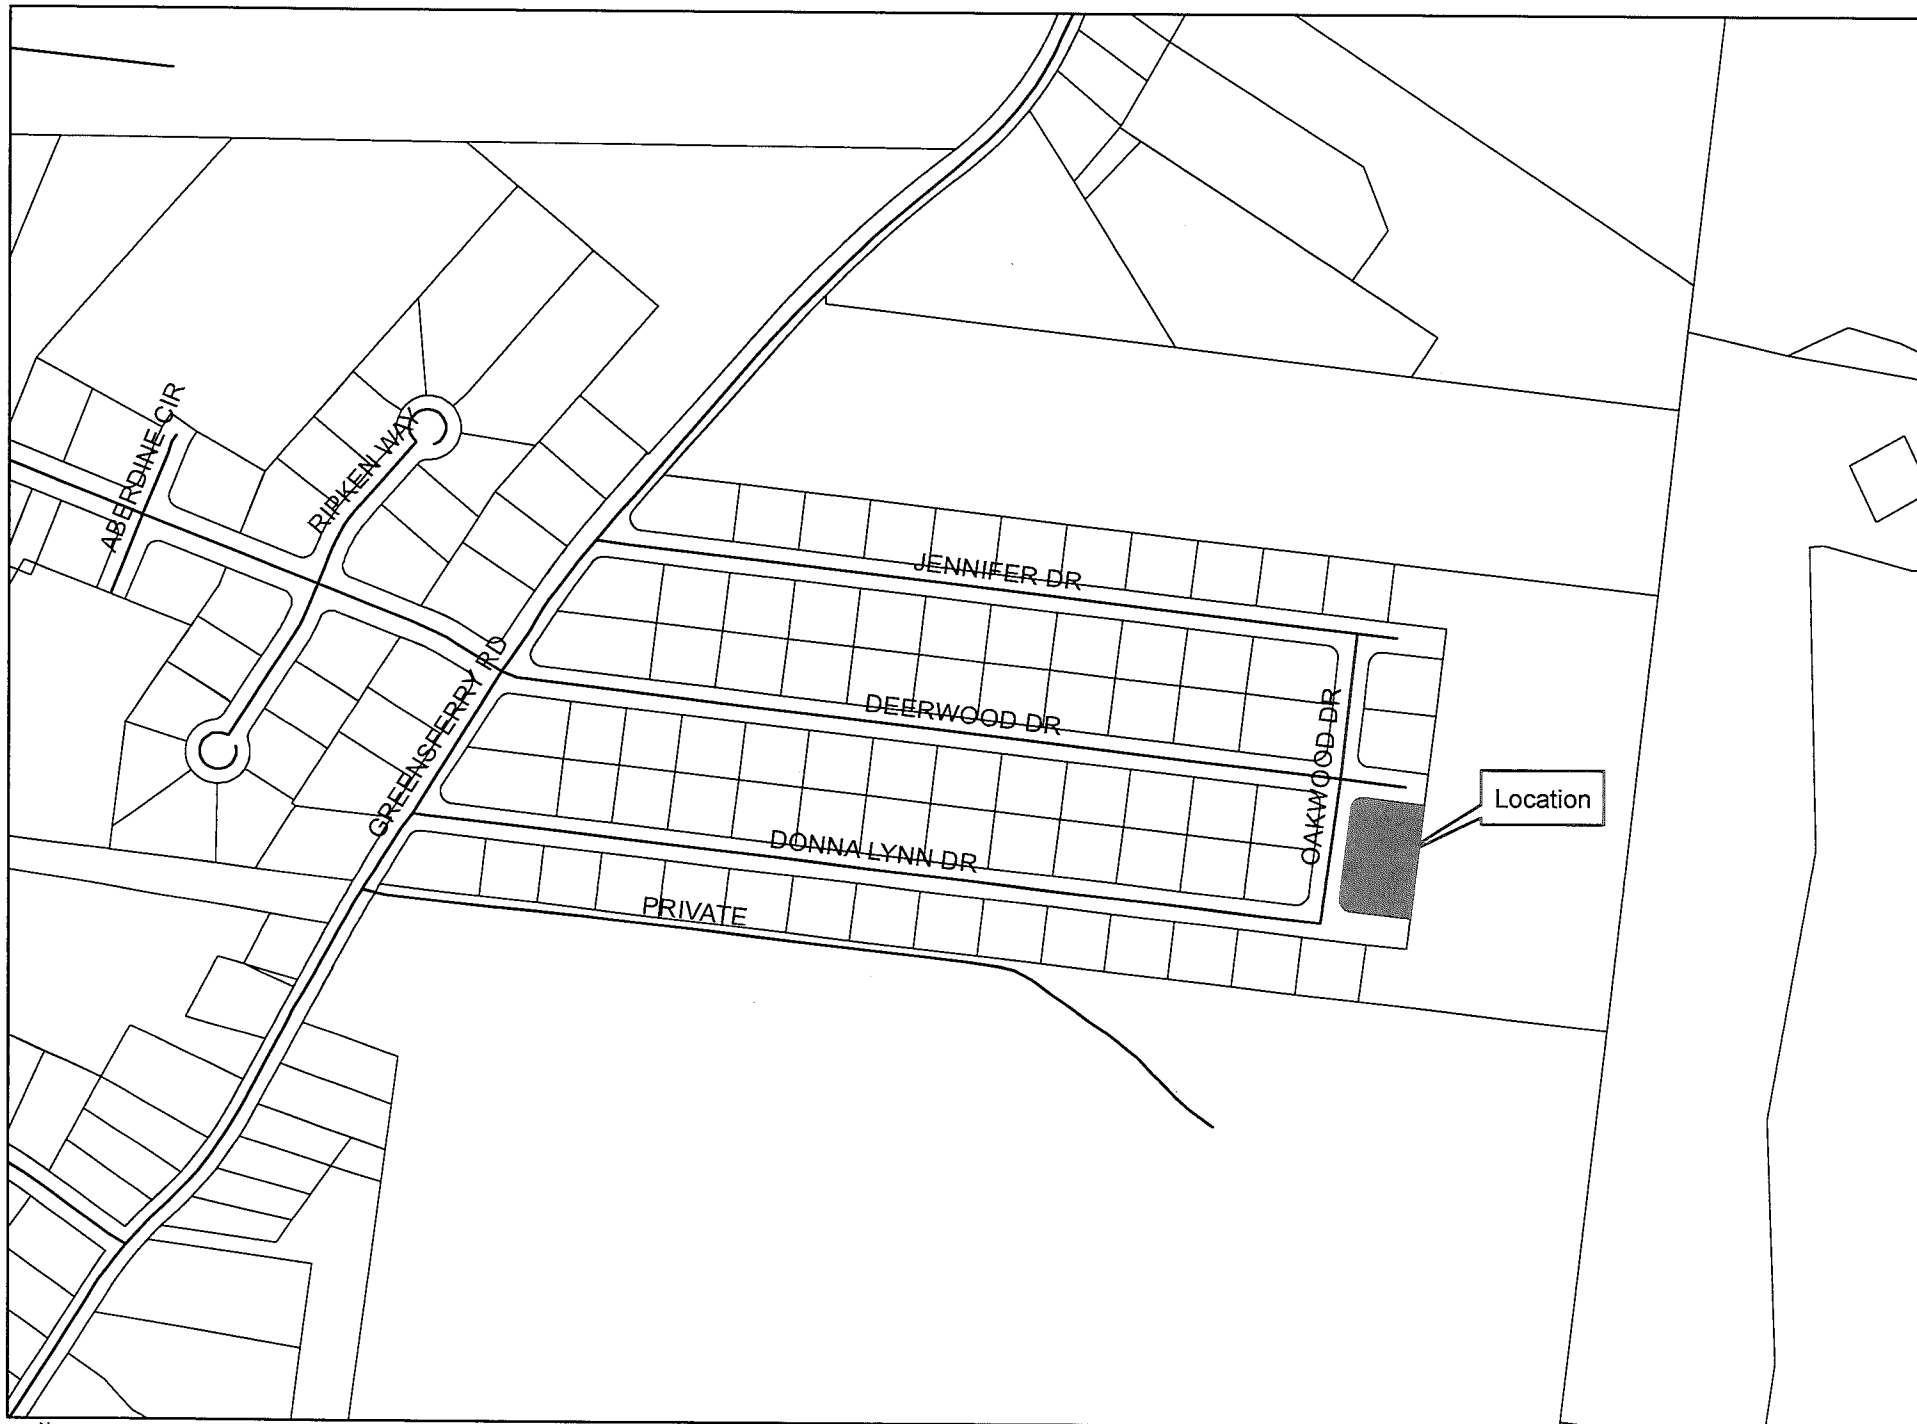 ABERDINE CIR
RIPKEN WAY
JENNIFER DR
GREENSFERRY RD
DEERWOOD DR
OAKWOOD DR
Location
DONNA LYNN DR
PRIVATE